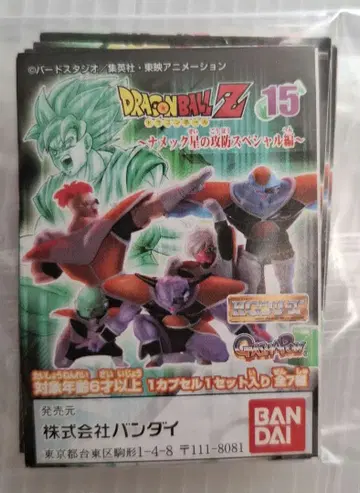 ©バードスタジオ/集英社・東映アニメーション
DRAGONBALL Z 15
ドラゴンボール
～ナメック星の攻防スペシャル編～
GASHAPON
対象年齢6才以上 1カプセル1セット入り 全7種
発売元
株式会社バンダイ
東京都台東区駒形1-4-8 〒111-8081
BAN
DAI